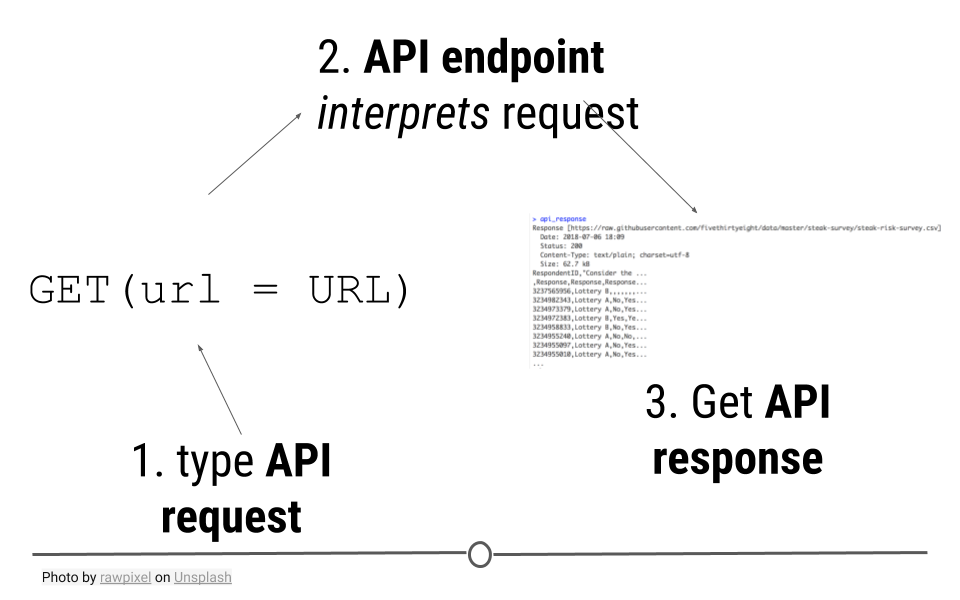 2. API endpoint
interprets request
> api_response
Response [https://raw.githubusercontent.com/fivethirtyeight/data/master/steak-survey/steak-risk-survey.csv]
Date: 2018-07-06 18:09
Status: 200
Content-Type: text/plain; charset=utf-8
Size: 62.7 kB
RespondentID,"Consider the ...
,Response,Response,Response...
3237565956,Lottery B,,,,,,,...
3234982343,Lottery A,No,Yes...
3234973379,Lottery A,No,Yes...
3234972383,Lottery B,Yes,Ye...
3234958833,Lottery B,No,Yes...
3234955240,Lottery A,No,No,...
3234955097,Lottery A,No,Yes...
3234955010,Lottery A,No,Yes...
...
GET(url = URL)
3. Get API
response
1. type API
request
Photo by rawpixel on Unsplash